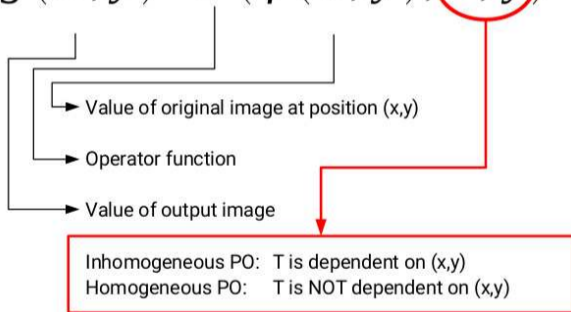 Value of original image at position (x,y)
Operator function
Value of output image
Inhomogeneous PO: T is dependent on (x,y)
Homogeneous PO: T is NOT dependent on (x,y)